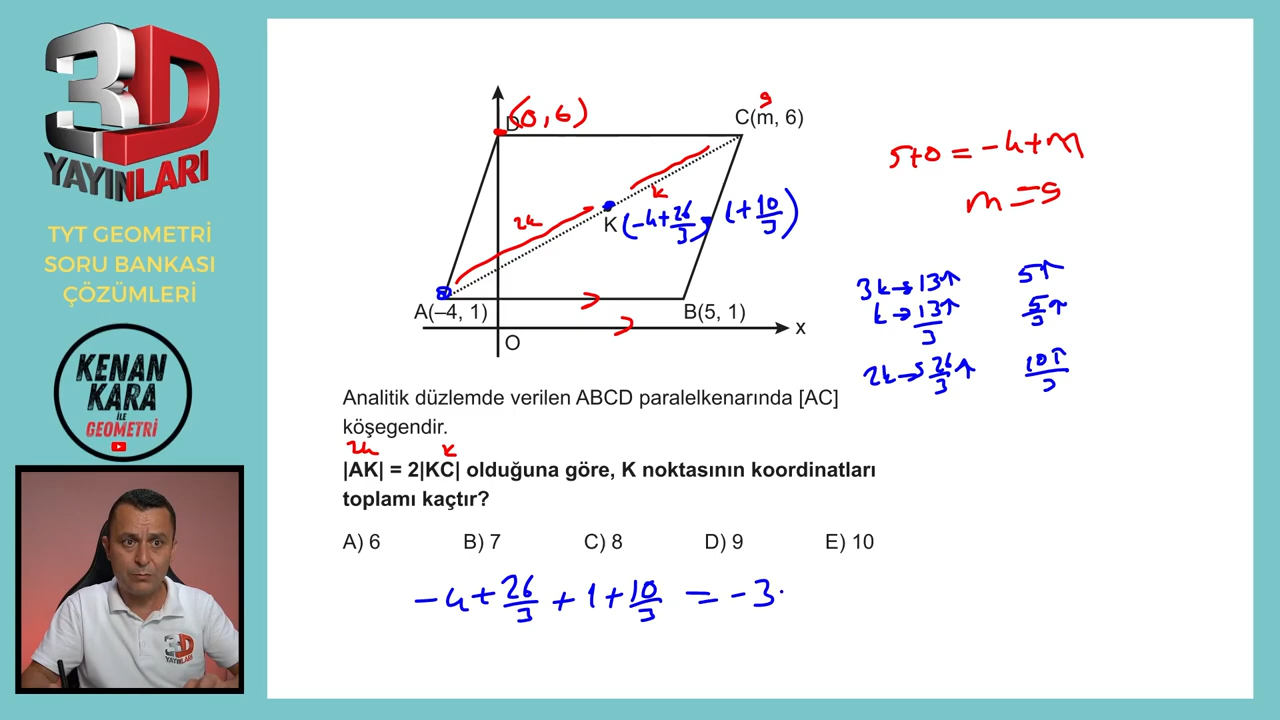 3D
YAYINLARI
TYT GEOMETRİ
SORU BANKASI
ÇÖZÜMLERİ
KENAN
KARA
İLE
GEOMETRİ
3D
YAYINLARI
D (0, 6)
9
C(m, 6)
2k
k
K (-4+26/3, 1+10/3)
A(–4, 1)
B(5, 1)
x
O
5+0 = -4+m
m = 9
3k → 13↑ 5↑
k → 13/3↑ 5/3↑
2k → 26/3↑ 10/3↑
Analitik düzlemde verilen ABCD paralelkenarında [AC]
köşegendir.
2k k
|AK| = 2|KC| olduğuna göre, K noktasının koordinatları
toplamı kaçtır?
A) 6 B) 7 C) 8 D) 9 E) 10
-4+26/3+1+10/3 = -3